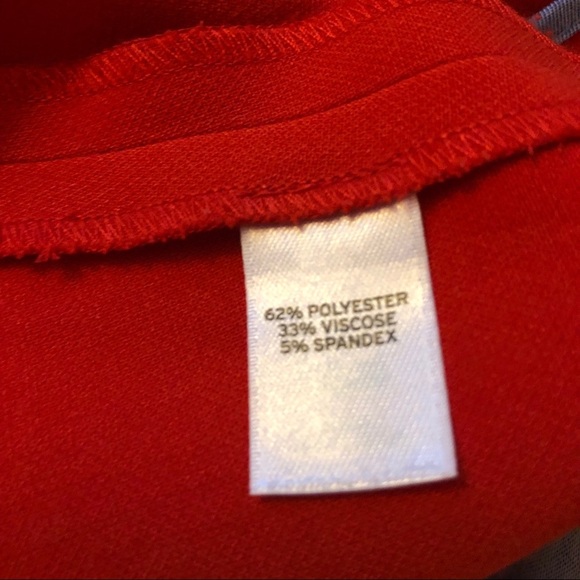 62% POLYESTER
33% VISCOSE
5% SPANDEX